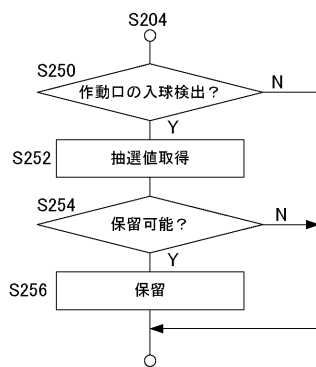 S204
S250
作動口の入球検出？
N
Y
S252
抽選値取得
S254
保留可能？
N
Y
S256
保留